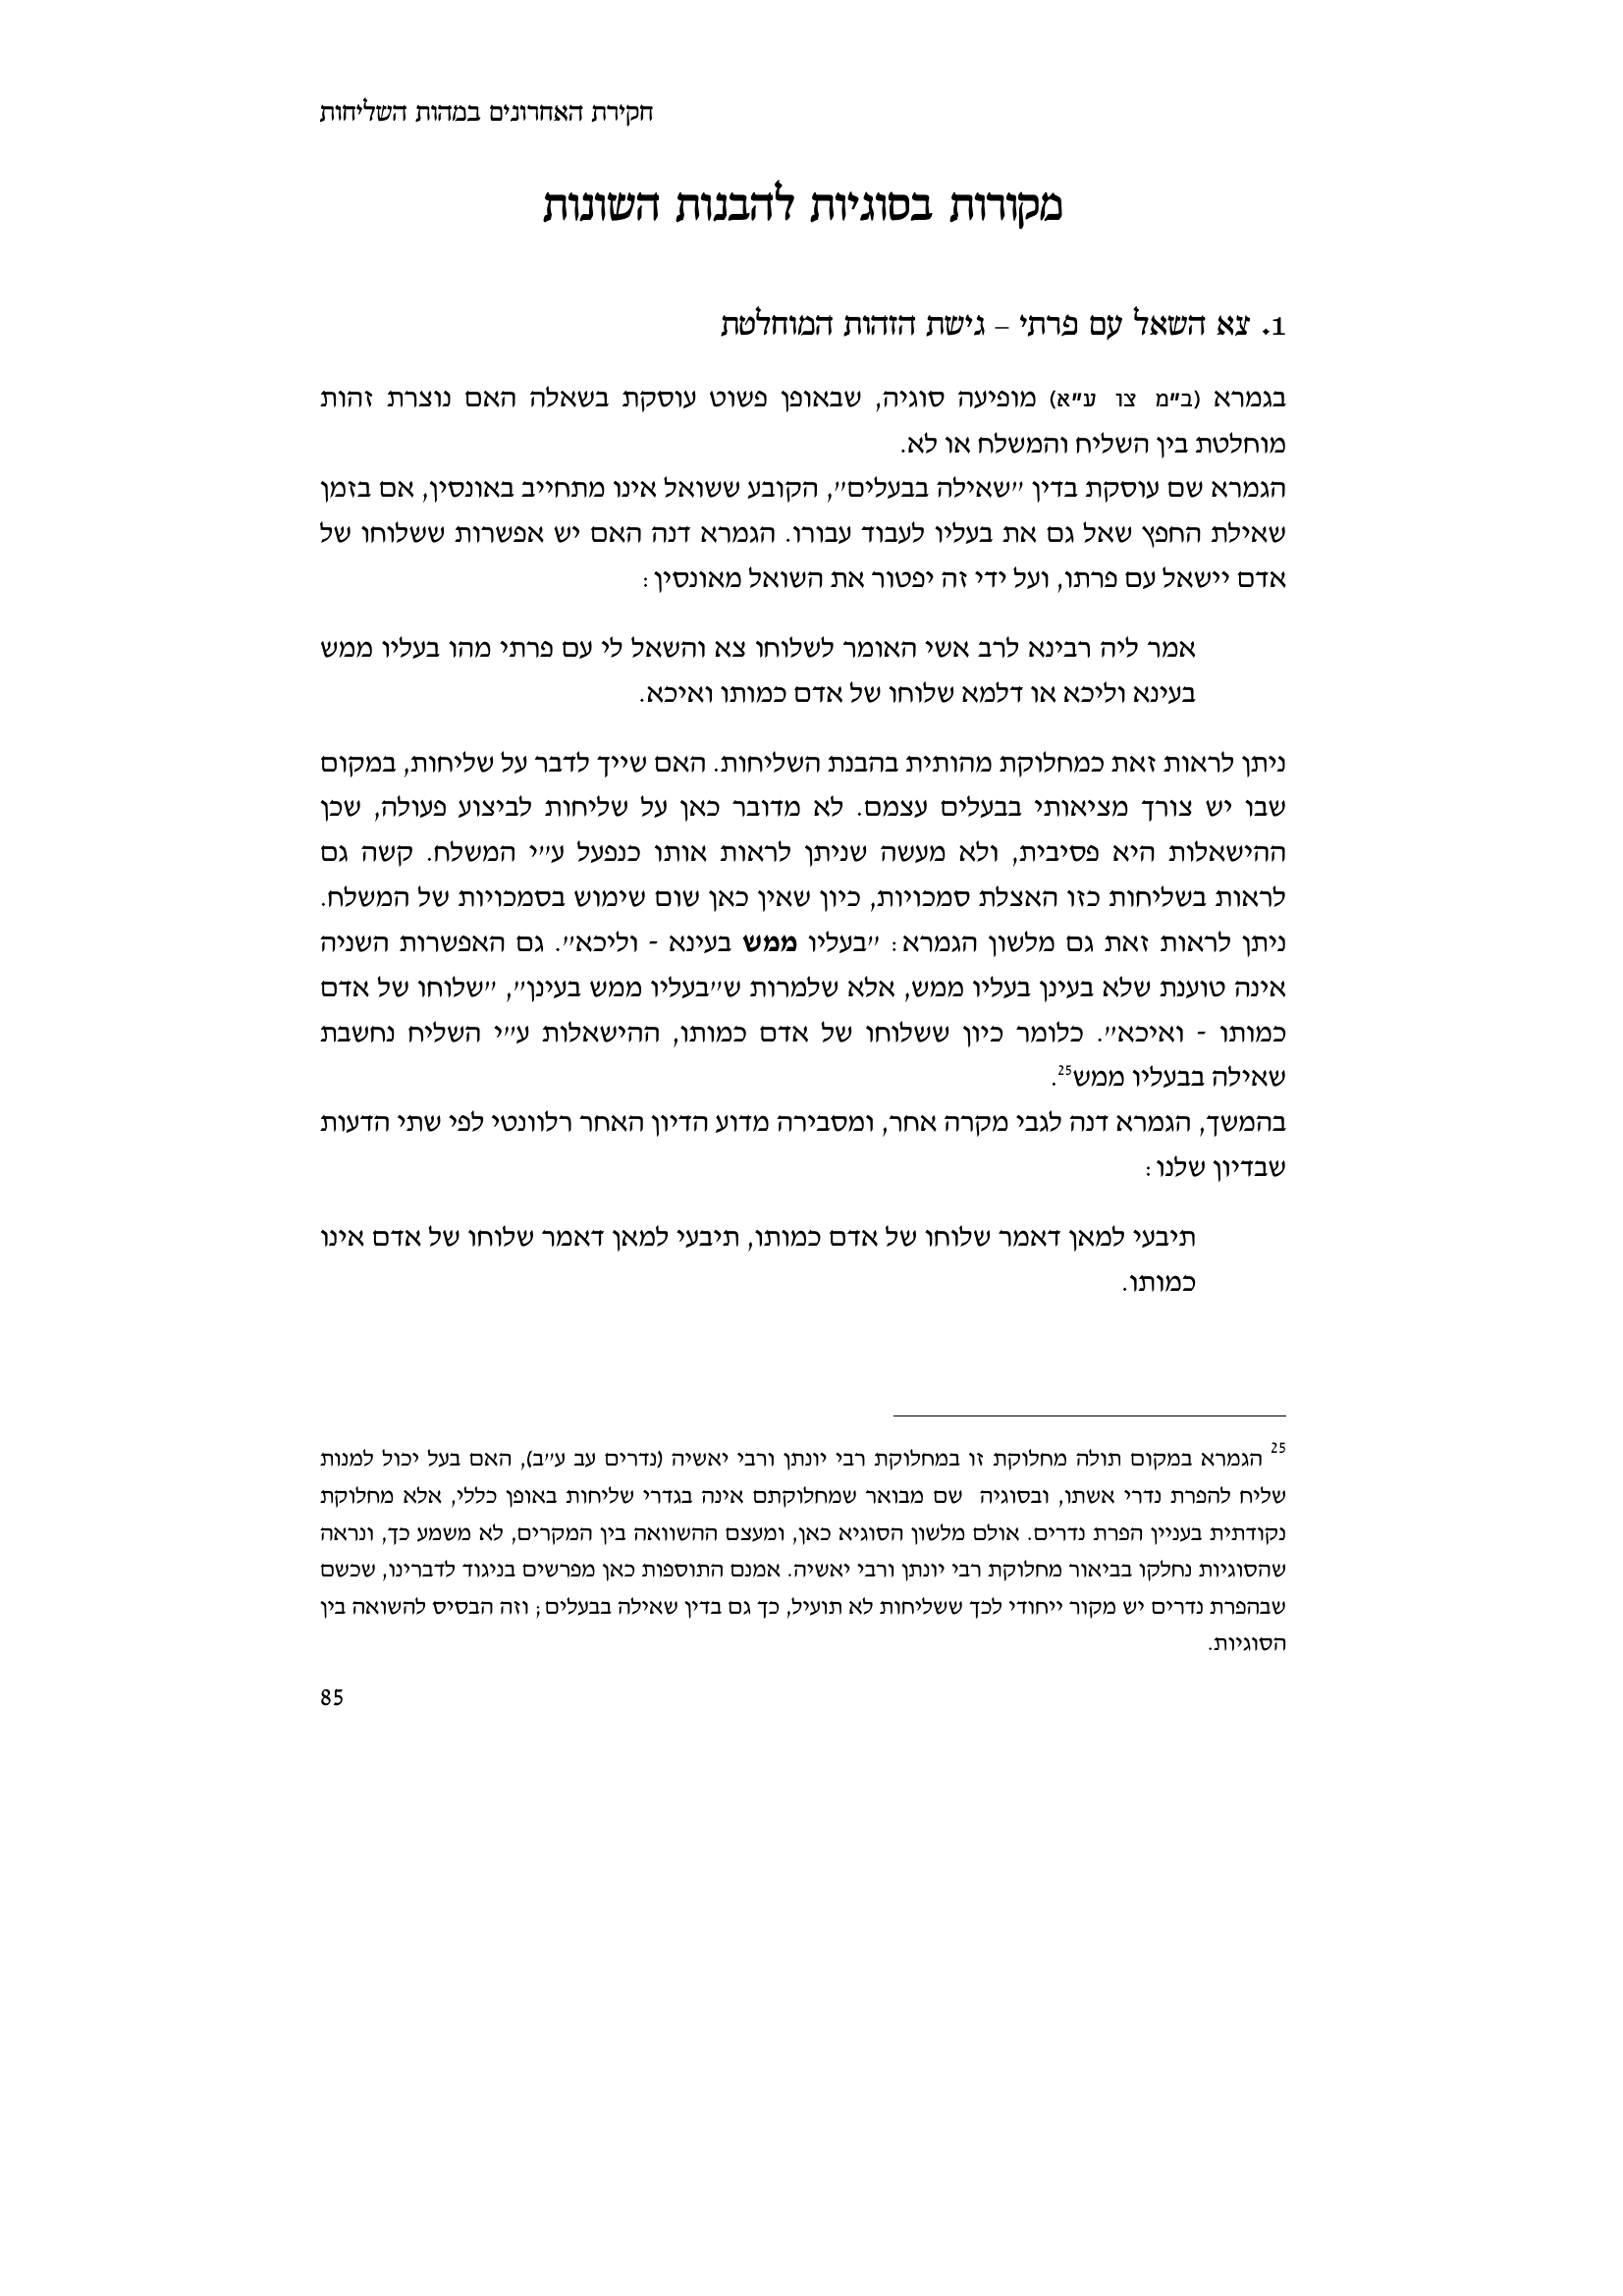 חקירת האחרונים במהות השליחות
מקורות בסוגיות להבנות השונות
1. צא השאל עם פרתי – גישת הזהות המוחלטת
בגמרא (ב"מ צו ע"א) מופיעה סוגיה, שבאופן פשוט עוסקת בשאלה האם נוצרת זהות
מוחלטת בין השליח והמשלח או לא.
הגמרא שם עוסקת בדין "שאילה בבעלים", הקובע ששואל אינו מתחייב באונסין, אם בזמן
שאילת החפץ שאל גם את בעליו לעבוד עבורו. הגמרא דנה האם יש אפשרות ששלוחו של
אדם יישאל עם פרתו, ועל ידי זה יפטור את השואל מאונסין:
אמר ליה רבינא לרב אשי האומר לשלוחו צא והשאל לי עם פרתי מהו בעליו ממש
בעינא וליכא או דלמא שלוחו של אדם כמותו ואיכא.
ניתן לראות זאת כמחלוקת מהותית בהבנת השליחות. האם שייך לדבר על שליחות, במקום
שבו יש צורך מציאותי בבעלים עצמם. לא מדובר כאן על שליחות לביצוע פעולה, שכן
ההישאלות היא פסיבית, ולא מעשה שניתן לראות אותו כנפעל ע"י המשלח. קשה גם
לראות בשליחות כזו האצלת סמכויות, כיון שאין כאן שום שימוש בסמכויות של המשלח.
ניתן לראות זאת גם מלשון הגמרא: "בעליו ממש בעינא - וליכא". גם האפשרות השניה
אינה טוענת שלא בעינן בעליו ממש, אלא שלמרות ש"בעליו ממש בעינן", "שלוחו של אדם
כמותו - ואיכא". כלומר כיון ששלוחו של אדם כמותו, ההישאלות ע"י השליח נחשבת
שאילה בבעליו ממש25.
בהמשך, הגמרא דנה לגבי מקרה אחר, ומסבירה מדוע הדיון האחר רלוונטי לפי שתי הדעות
שבדיון שלנו:
תיבעי למאן דאמר שלוחו של אדם כמותו, תיבעי למאן דאמר שלוחו של אדם אינו
כמותו.
25 הגמרא במקום תולה מחלוקת זו במחלוקת רבי יונתן ורבי יאשיה (נדרים עב ע"ב), האם בעל יכול למנות
שליח להפרת נדרי אשתו, ובסוגיה שם מבואר שמחלוקתם אינה בגדרי שליחות באופן כללי, אלא מחלוקת
נקודתית בעניין הפרת נדרים. אולם מלשון הסוגיא כאן, ומעצם ההשוואה בין המקרים, לא משמע כך, ונראה
שהסוגיות נחלקו בביאור מחלוקת רבי יונתן ורבי יאשיה. אמנם התוספות כאן מפרשים בניגוד לדברינו, שכשם
שבהפרת נדרים יש מקור ייחודי לכך ששליחות לא תועיל, כך גם בדין שאילה בבעלים; וזה הבסיס להשואה בין
הסוגיות.
85